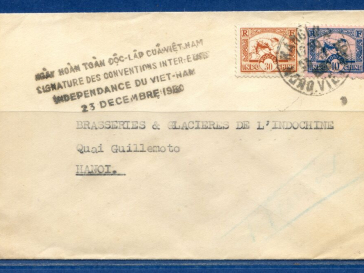 NGÀY HOÀN TOÀN ĐỘC-LẬP CỦA VIỆT-NAM
SIGNATURE DES CONVENTIONS INTER-ETATS
INDEPENDANCE DU VIET-NAM
23 DECEMBRE 1950
BRASSERIES & GLACIERES DE L'INDOCHINE
Quai Guillemoto
HANOI.